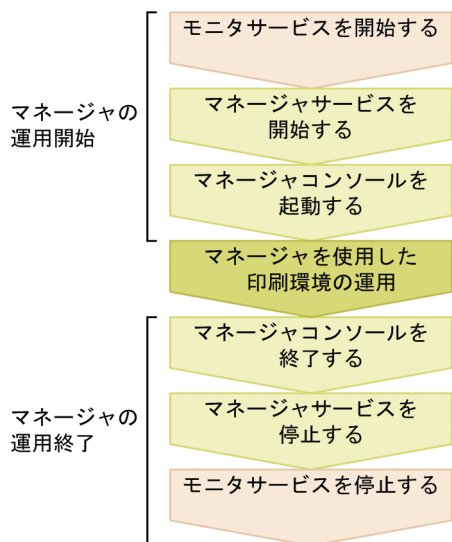 マネージャの
運用開始
モニタサービスを開始する
マネージャサービスを
開始する
マネージャコンソールを
起動する
マネージャを使用した
印刷環境の運用
マネージャの
運用終了
マネージャコンソールを
終了する
マネージャサービスを
停止する
モニタサービスを停止する